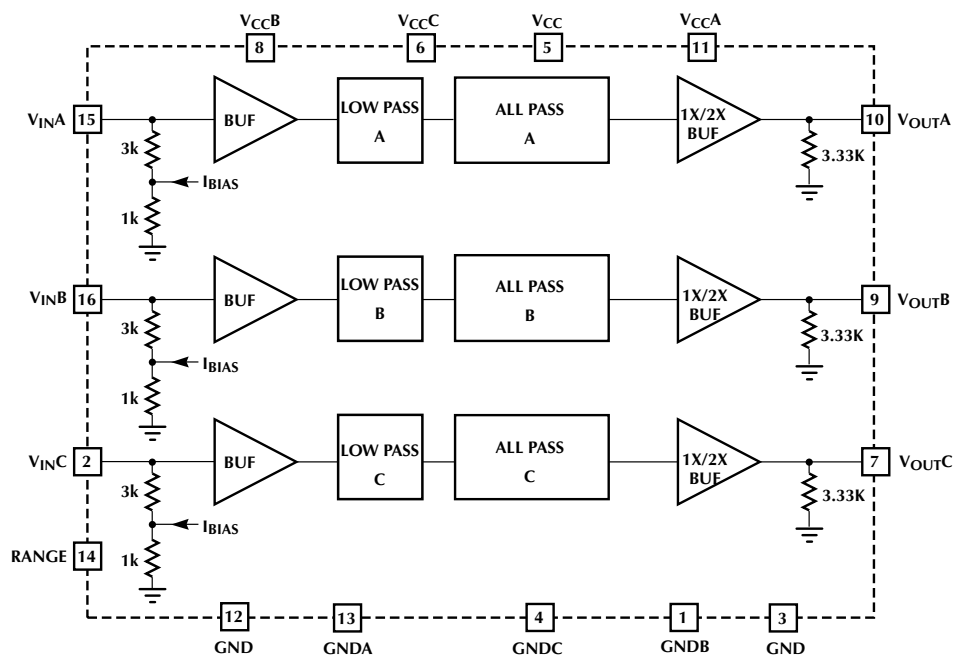 VCCB VCCC VCC VCCA
8 6 5 11
VINA 15 BUF LOW PASS A ALL PASS A 1X/2X BUF 10 VOUTA
3k
IBIAS
1k
3.33K
VINB 16 BUF LOW PASS B ALL PASS B 1X/2X BUF 9 VOUTB
3k
IBIAS
1k
3.33K
VINC 2 BUF LOW PASS C ALL PASS C 1X/2X BUF 7 VOUTC
3k
IBIAS
1k
3.33K
RANGE 14
12 13 4 1 3
GND GNDA GNDC GNDB GND